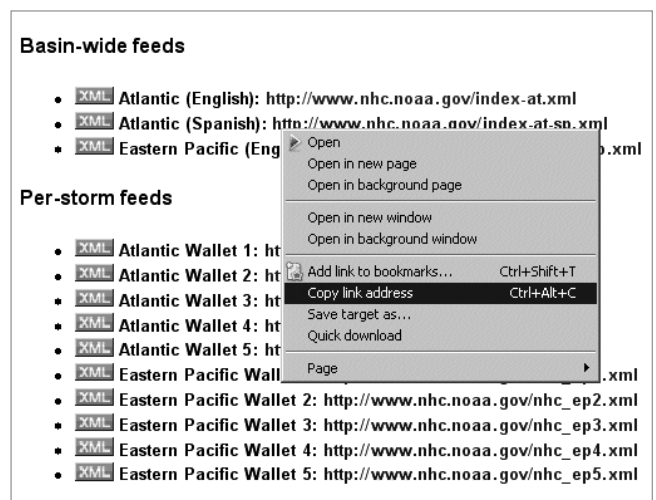 Basin-wide feeds
XML Atlantic (English): http://www.nhc.noaa.gov/index-at.xml
XML Atlantic (Spanish): http://www.nhc.noaa.gov/index-at-sp.xml
XML Eastern Pacific (Eng p.xml
Open
Open in new page
Open in background page
Open in new window
Open in background window
Add link to bookmarks... Ctrl+Shift+T
Copy link address Ctrl+Alt+C
Save target as...
Quick download
Page
Per-storm feeds
XML Atlantic Wallet 1: ht
XML Atlantic Wallet 2: ht
XML Atlantic Wallet 3: ht
XML Atlantic Wallet 4: ht
XML Atlantic Wallet 5: ht
XML Eastern Pacific Wall .xml
XML Eastern Pacific Wallet 2: http://www.nhc.noaa.gov/nhc_ep2.xml
XML Eastern Pacific Wallet 3: http://www.nhc.noaa.gov/nhc_ep3.xml
XML Eastern Pacific Wallet 4: http://www.nhc.noaa.gov/nhc_ep4.xml
XML Eastern Pacific Wallet 5: http://www.nhc.noaa.gov/nhc_ep5.xml